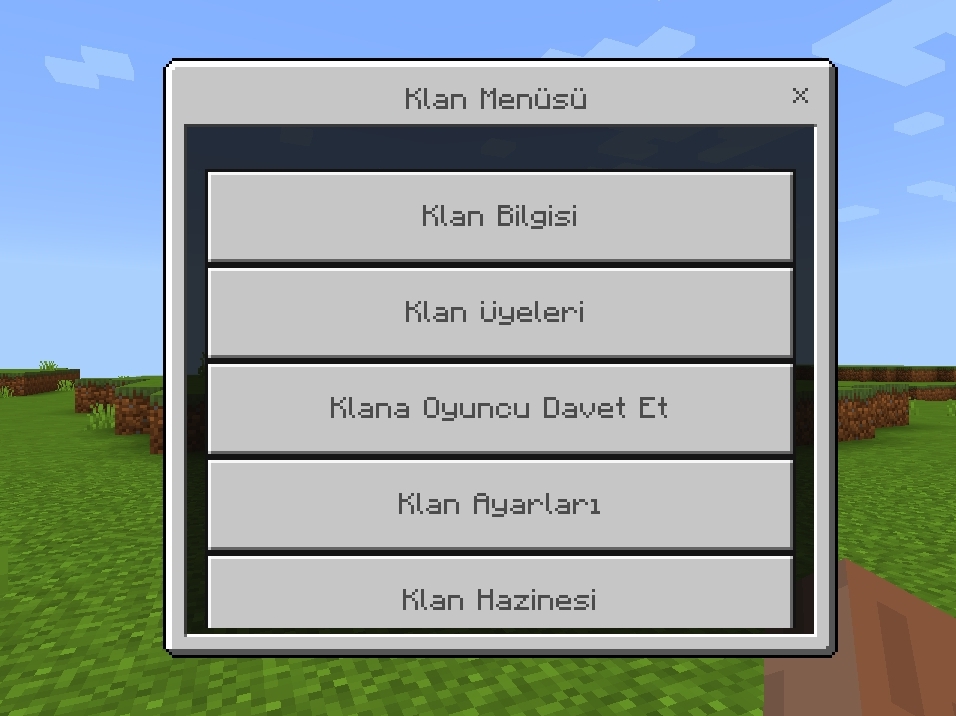 Klan Menüsü
Klan Bilgisi
Klan Üyeleri
Klana Oyuncu Davet Et
Klan Ayarları
Klan Hazinesi